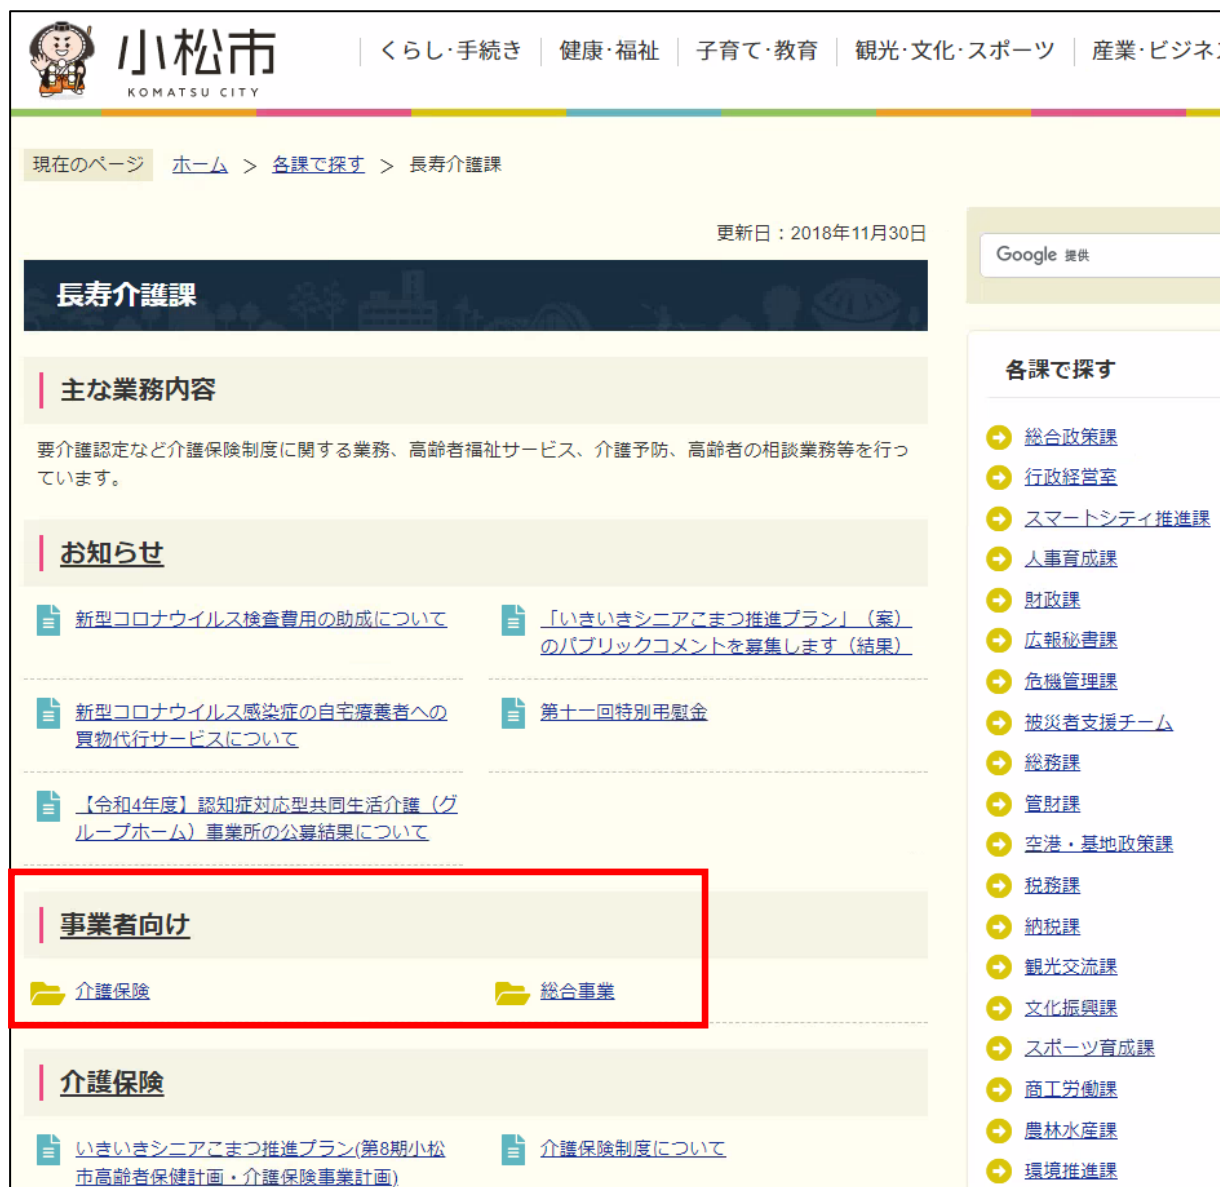 小松市
KOMATSU CITY
くらし・手続き
健康・福祉
子育て・教育
観光・文化・スポーツ
産業・ビジネス
現在のページ ホーム > 各課で探す > 長寿介護課
更新日：2018年11月30日
Google 提供
長寿介護課
主な業務内容
要介護認定など介護保険制度に関する業務、高齢者福祉サービス、介護予防、高齢者の相談業務等を行っ
ています。
お知らせ
新型コロナウイルス検査費用の助成について
「いきいきシニアこまつ推進プラン」（案）
のパブリックコメントを募集します（結果）
新型コロナウイルス感染症の自宅療養者への
買物代行サービスについて
第十一回特別弔慰金
【令和4年度】認知症対応型共同生活介護（グ
ループホーム）事業所の公募結果について
事業者向け
介護保険
総合事業
介護保険
いきいきシニアこまつ推進プラン(第8期小松
市高齢者保健計画・介護保険事業計画)
介護保険制度について
各課で探す
総合政策課
行政経営室
スマートシティ推進課
人事育成課
財政課
広報秘書課
危機管理課
被災者支援チーム
総務課
管財課
空港・基地政策課
税務課
納税課
観光交流課
文化振興課
スポーツ育成課
商工労働課
農林水産課
環境推進課